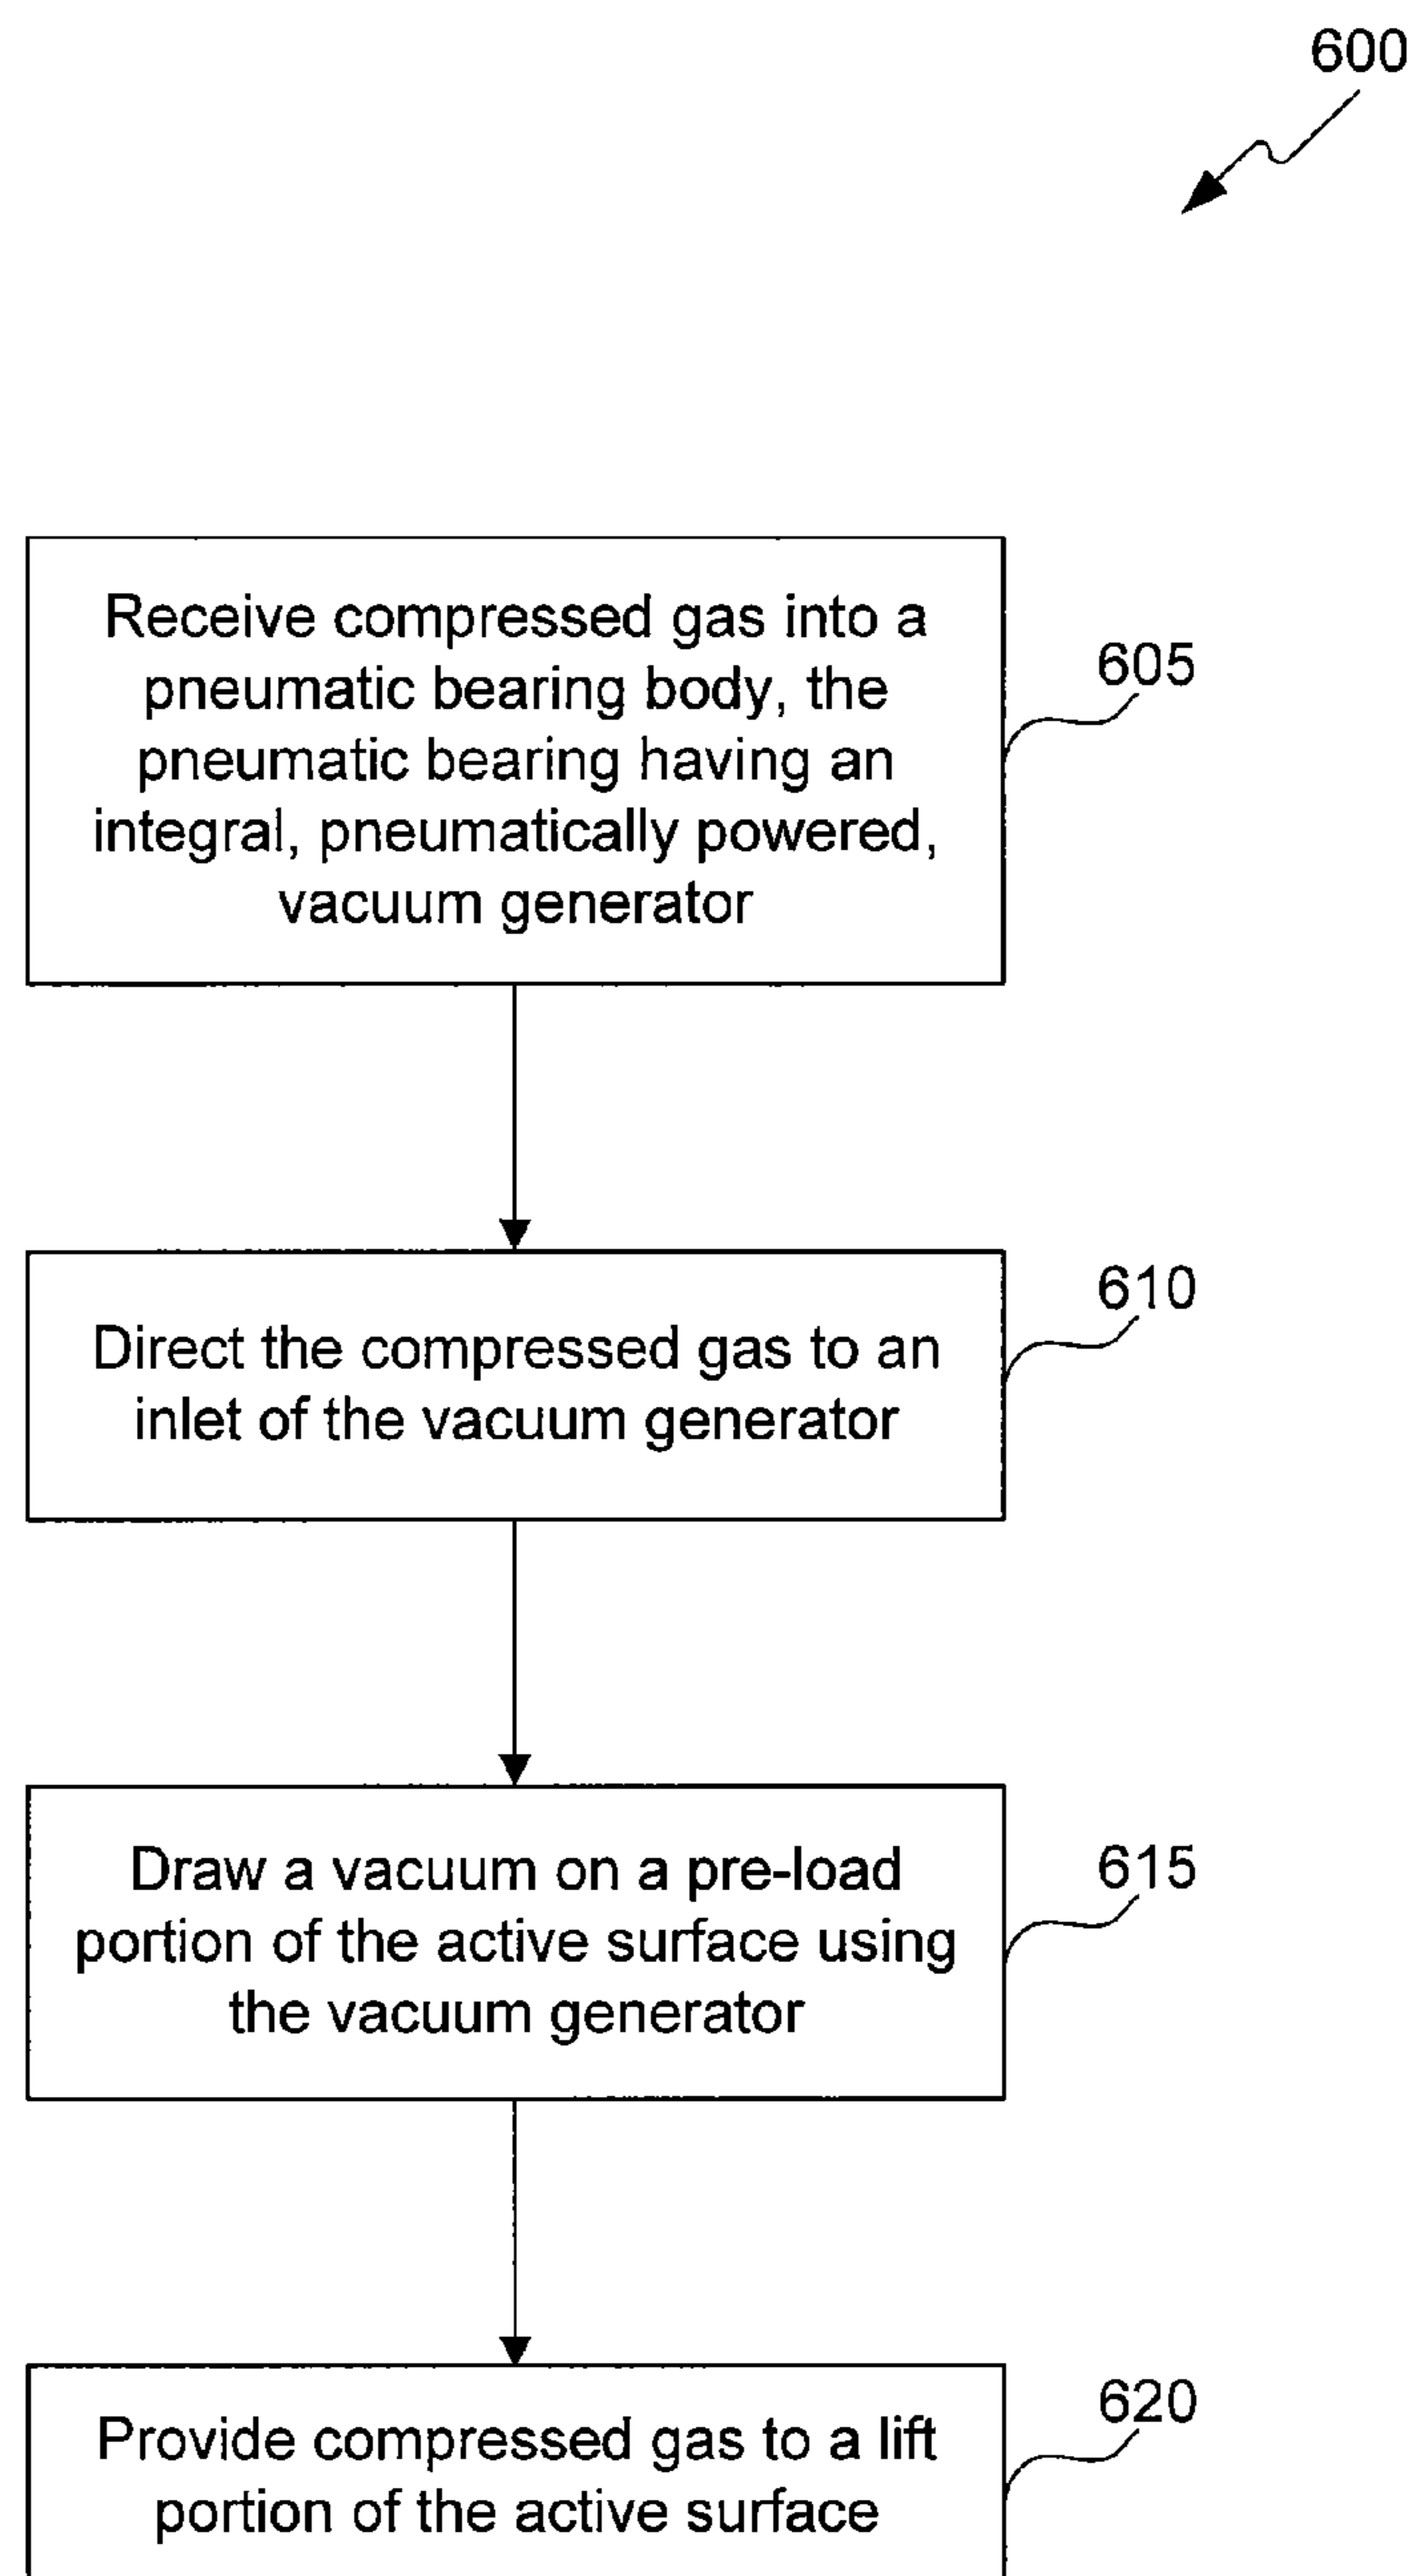 600
Receive compressed gas into a
pneumatic bearing body, the
pneumatic bearing having an
integral, pneumatically powered,
vacuum generator
605
Direct the compressed gas to an
inlet of the vacuum generator
610
Draw a vacuum on a pre-load
portion of the active surface using
the vacuum generator
615
Provide compressed gas to a lift
portion of the active surface
620